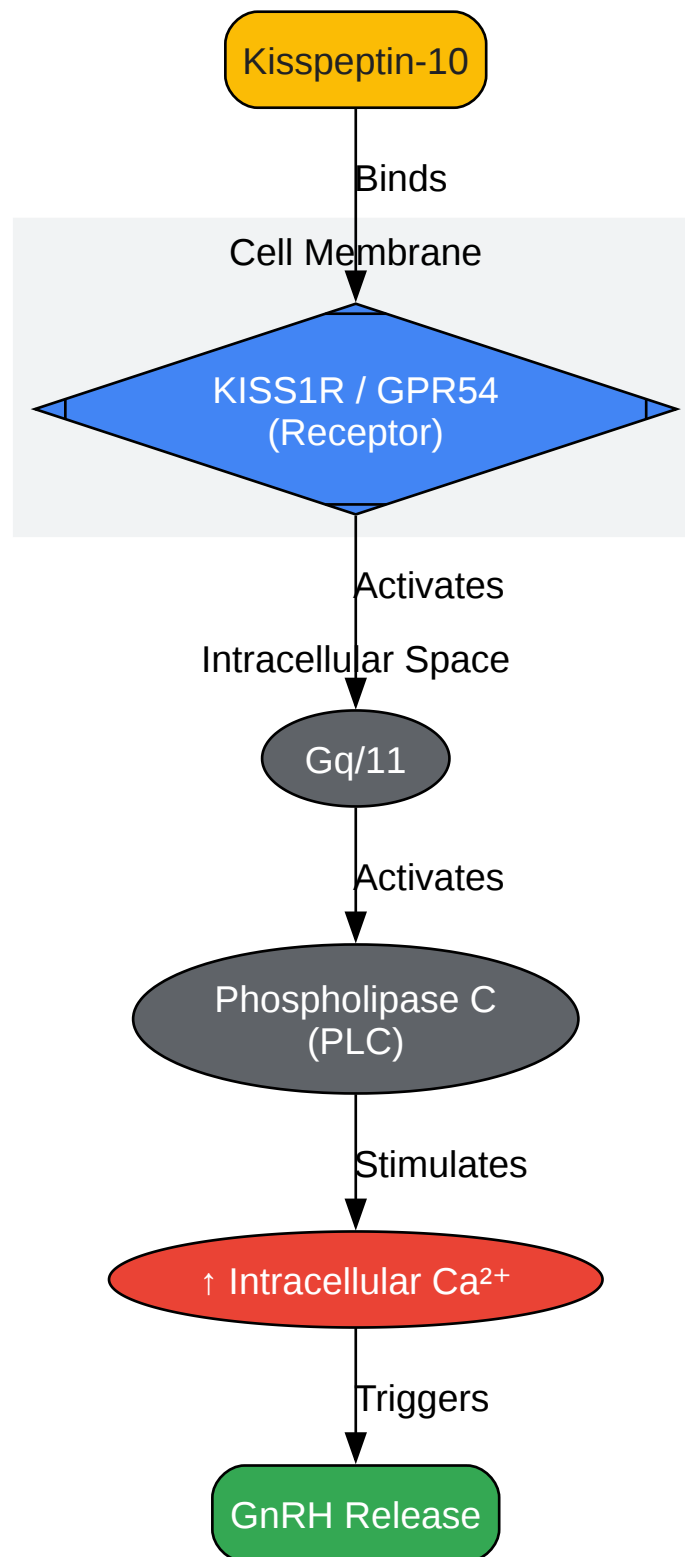 Kisspeptin-10
Binds
Cell Membrane
KISS1R / GPR54
(Receptor)
Activates
Intracellular Space
Gq/11
Activates
Phospholipase C
(PLC)
Stimulates
↑ Intracellular Ca²⁺
Triggers
GnRH Release